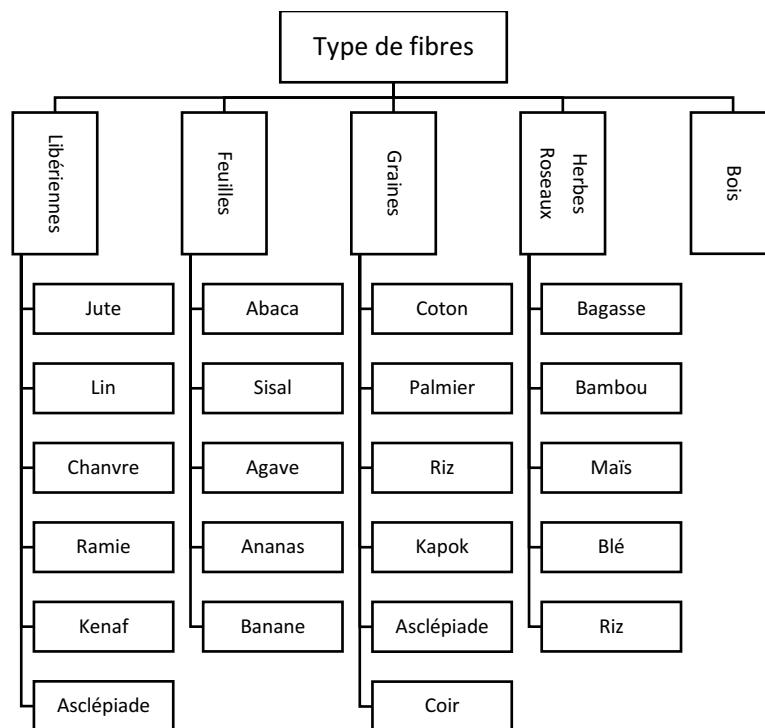 Type de fibres
Libériennes
Feuilles
Graines
Herbes
Roseaux
Bois
Jute
Lin
Chanvre
Ramie
Kenaf
Asclépiade
Abaca
Sisal
Agave
Ananas
Banane
Coton
Palmier
Riz
Kapok
Asclépiade
Coir
Bagasse
Bambou
Maïs
Blé
Riz